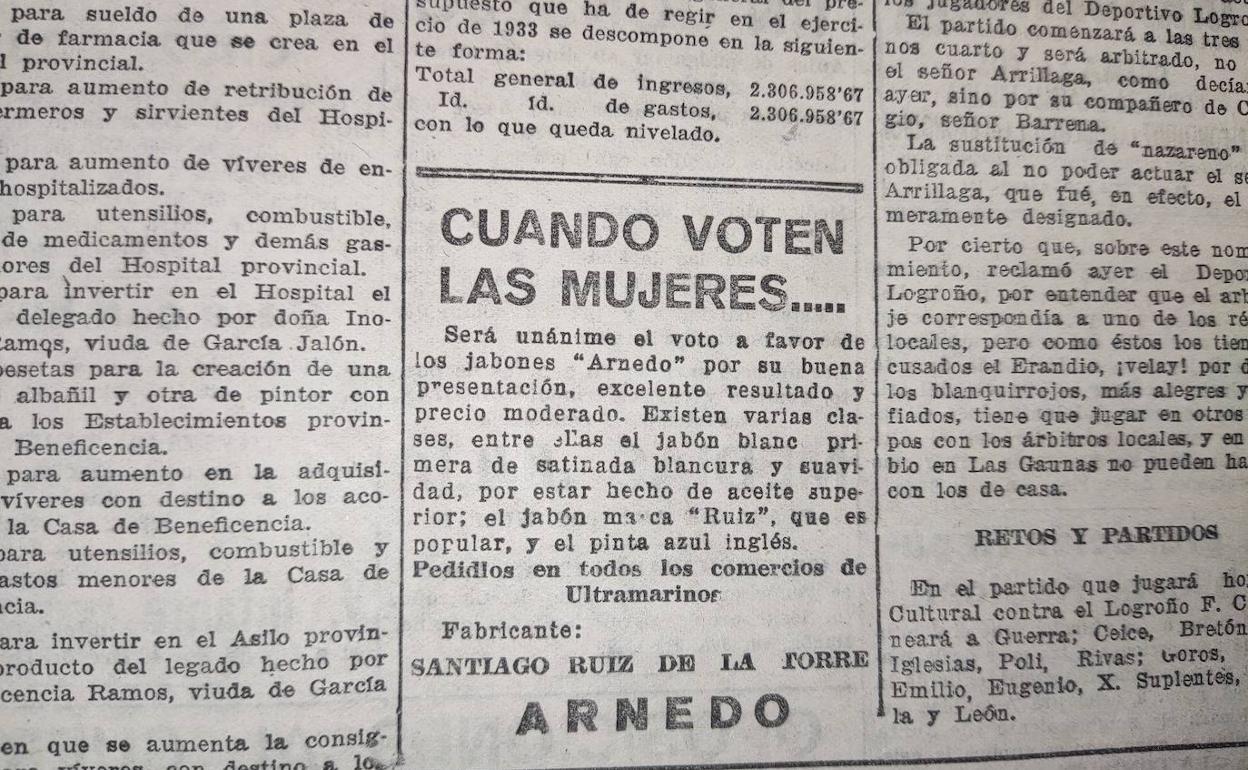 para sueldo de una plaza de
de farmacia que se crea en el
provincial.
para aumento de retribución de
y sirvientes del Hospi-
para aumento de víveres de en-
hospitalizados.
para utensilios, combustible,
de medicamentos y demás gas-
del Hospital provincial.
para invertir en el Hospital el
delegado hecho por doña Ino-
Ramos, viuda de García Jalón.
pesetas para la creación de una
albañil y otra de pintor con
a los Establecimientos provin-
Beneficencia.
para aumento en la adquisi-
víveres con destino a los aco-
la Casa de Beneficencia.
para utensilios, combustible y
gastos menores de la Casa de
ncia.
para invertir en el Asilo provin-
producto del legado hecho por
cencia Ramos, viuda de García
en que se aumenta la consig-
víveres con destino a lo
supuesto que ha de regir en el ejerci-
cio de 1933 se descompone en la siguien-
te forma:
Total general de ingresos, 2.306.958'67
Id. Id. de gastos, 2.306.958'67
con lo que queda nivelado.
CUANDO VOTEN
LAS MUJERES.....
Será unánime el voto a favor de
los jabones "Arnedo" por su buena
presentación, excelente resultado y
precio moderado. Existen varias cla-
ses, entre ellas el jabón blanc pri-
mera de satinada blancura y suavi-
dad, por estar hecho de aceite supe-
rior; el jabón marca "Ruiz", que es
popular, y el pinta azul inglés.
Pedidlos en todos los comercios de
Ultramarinos
Fabricante:
SANTIAGO RUIZ DE LA TORRE
ARNEDO
los jugadores del Deportivo Logro
El partido comenzará a las tres
nos cuarto y será arbitrado, no
el señor Arrillaga, como decía
ayer, sino por su compañero de C
gio, señor Barrena.
La sustitución de "nazareno"
obligada al no poder actuar el se
Arrillaga, que fué, en efecto, el
meramente designado.
Por cierto que, sobre este nom
miento, reclamó ayer el Depor
Logroño, por entender que el arb
je correspondía a uno de los ré
locales, pero como éstos los tien
cusados el Erandio, ¡velay! por d
los blanquirrojos, más alegres y
fiados, tiene que jugar en otros
pos con los árbitros locales, y en
bio en Las Gaunas no pueden ha
con los de casa.
RETOS Y PARTIDOS
En el partido que jugará ho
Cultural contra el Logroño F. C
neará a Guerra; Ceice, Bretón
Iglesias, Poli, Rivas; Goros,
Emilio, Eugenio, X. Suplentes,
la y León.